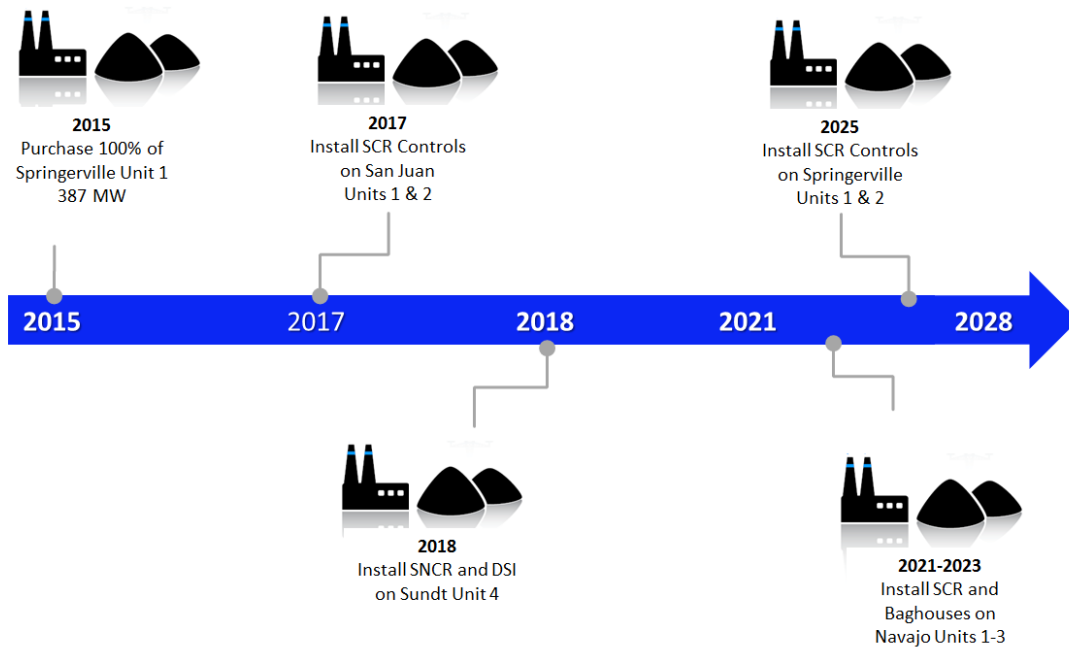 2015
Purchase 100% of
Springerville Unit 1
387 MW
2017
Install SCR Controls
on San Juan
Units 1 & 2
2025
Install SCR Controls
on Springerville
Units 1 & 2
2015
2017
2018
2021
2028
2018
Install SNCR and DSI
on Sundt Unit 4
2021-2023
Install SCR and
Baghouses on
Navajo Units 1-3